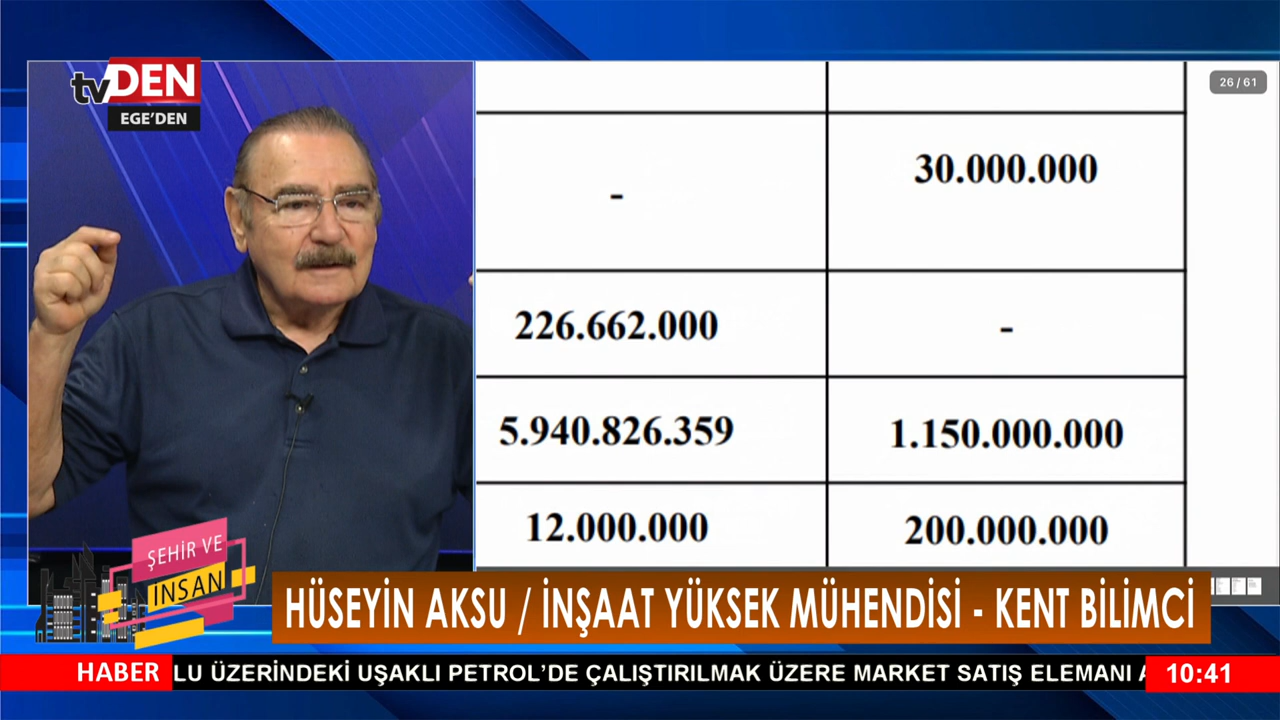 tvDEN
EGE'DEN
26 / 61
-
30.000.000
226.662.000
-
5.940.826.359
1.150.000.000
12.000.000
200.000.000
ŞEHİR VE
İNSAN
HÜSEYİN AKSU / İNŞAAT YÜKSEK MÜHENDİSİ - KENT BİLİMCİ
HABER
LU ÜZERİNDEKİ UŞAKLI PETROL'DE ÇALIŞTIRILMAK ÜZERE MARKET SATIŞ ELEMANI A
10:41